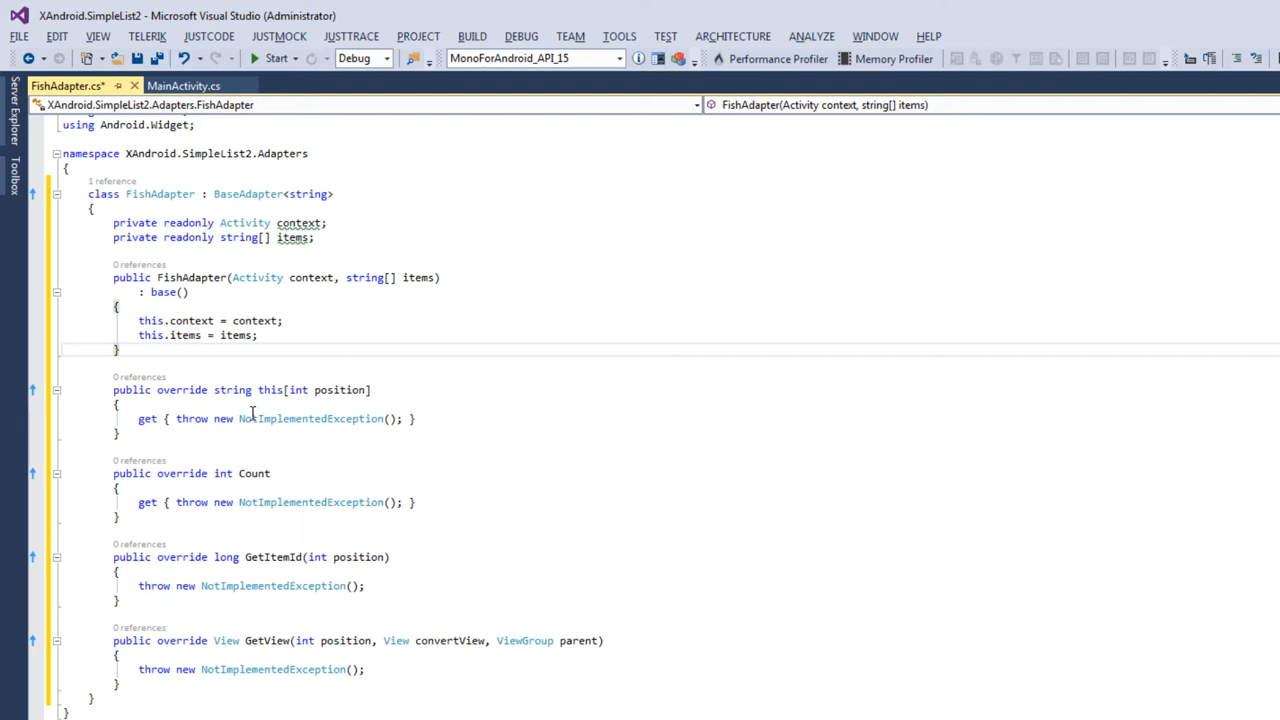 XAndroid.SimpleList2 - Microsoft Visual Studio (Administrator)
FILE EDIT VIEW TELERIK JUSTCODE JUSTMOCK JUSTTRACE PROJECT BUILD DEBUG TEAM TOOLS TEST ARCHITECTURE ANALYZE WINDOW HELP
Start Debug MonoForAndroid_API_15 Performance Profiler Memory Profiler
FishAdapter.cs* MainActivity.cs
Server Explorer
Toolbox
XAndroid.SimpleList2.Adapters.FishAdapter FishAdapter(Activity context, string[] items)
using Android.Widget;
namespace XAndroid.SimpleList2.Adapters
{
1 reference
class FishAdapter : BaseAdapter<string>
{
private readonly Activity context;
private readonly string[] items;
0 references
public FishAdapter(Activity context, string[] items)
: base()
{
this.context = context;
this.items = items;
}
0 references
public override string this[int position]
{
get { throw new NotImplementedException(); }
}
0 references
public override int Count
{
get { throw new NotImplementedException(); }
}
0 references
public override long GetItemId(int position)
{
throw new NotImplementedException();
}
0 references
public override View GetView(int position, View convertView, ViewGroup parent)
{
throw new NotImplementedException();
}
}
}